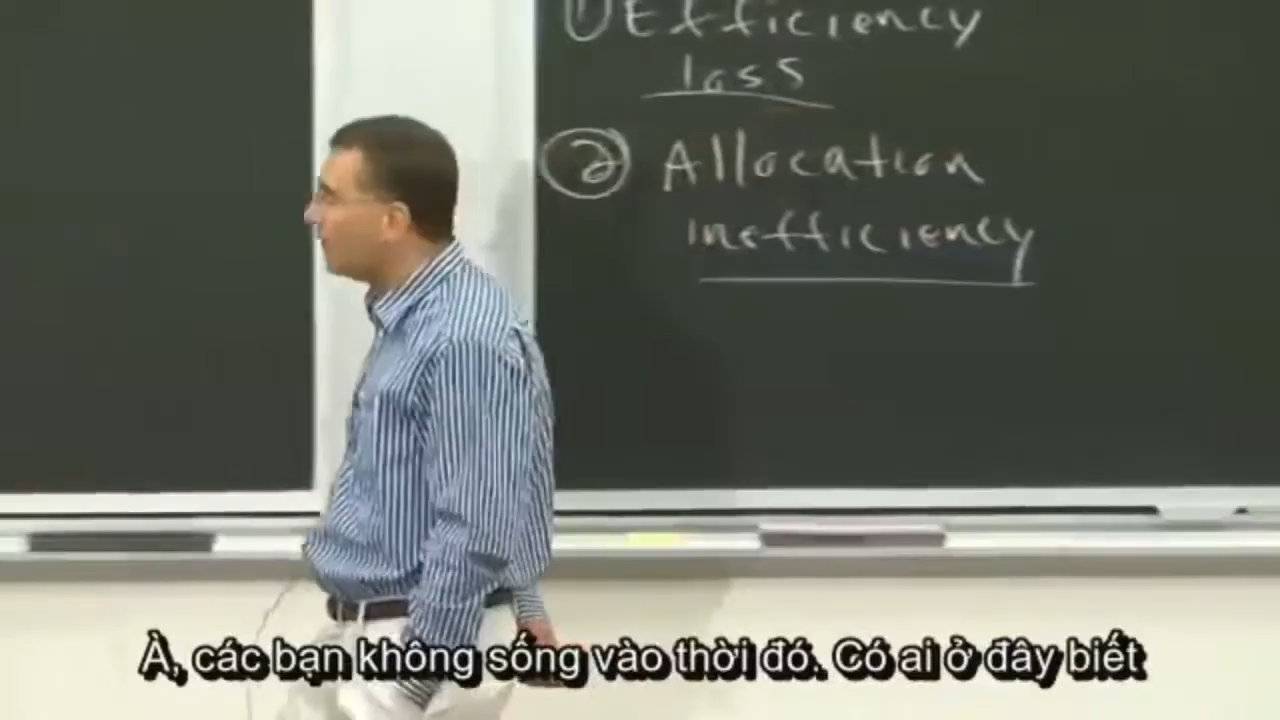 ① Efficiency
loss
② Allocation
inefficiency
À, các bạn không sống vào thời đó. Có ai ở đây biết